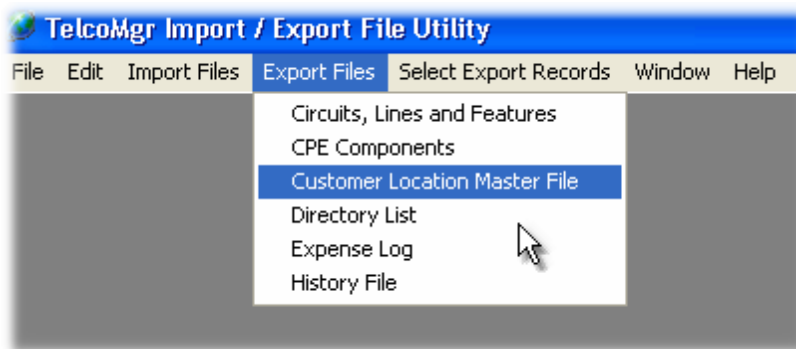 TelcoMgr Import / Export File Utility
File Edit Import Files Export Files Select Export Records Window Help
Circuits, Lines and Features
CPE Components
Customer Location Master File
Directory List
Expense Log
History File